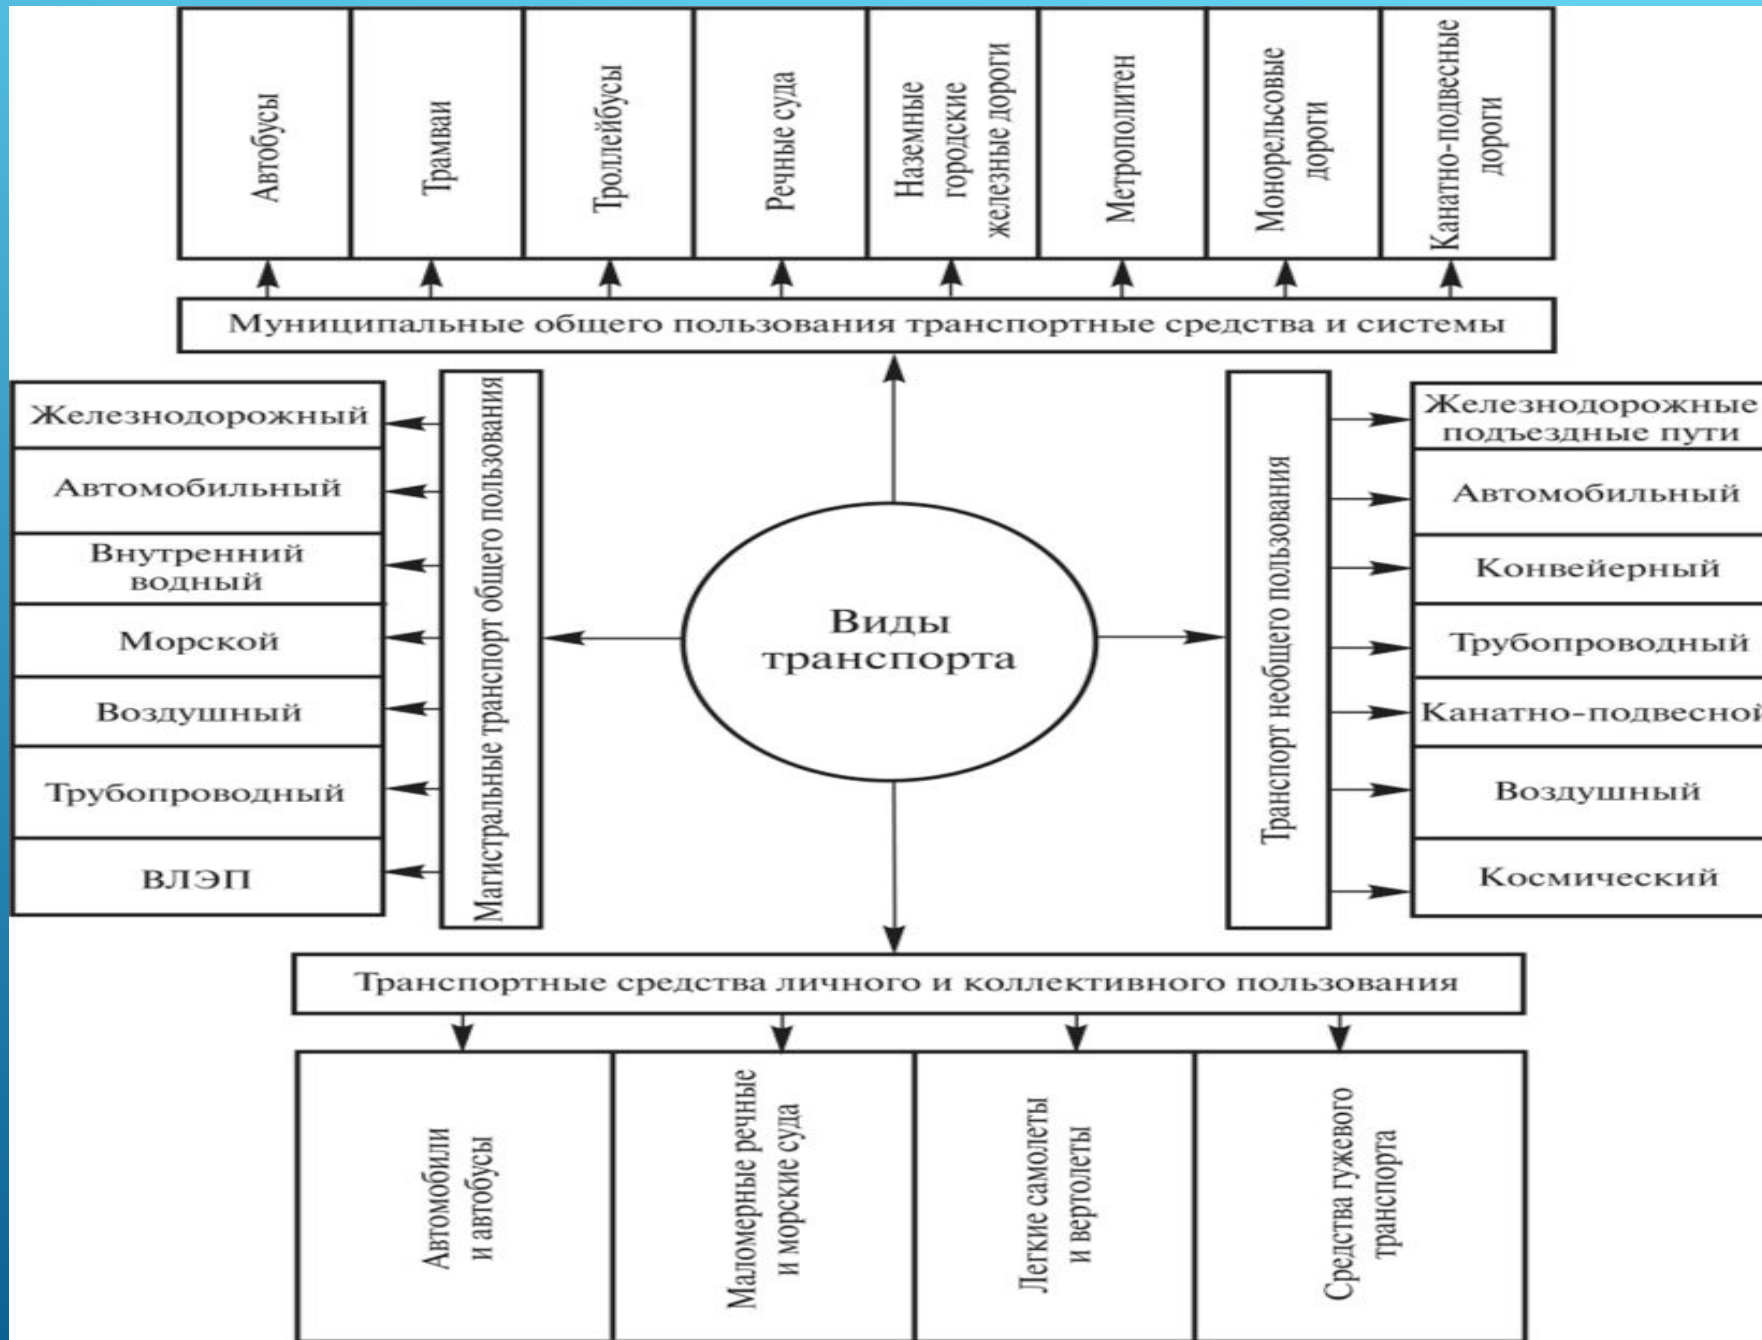 Автобусы
Трамваи
Троллейбусы
Речные суда
Наземные
городские
железные дороги
Метрополитен
Монорельсовые
дороги
Канатно-подвесные
дороги
Муниципальные общего пользования транспортные средства и системы
Железнодорожный
Автомобильный
Внутренний
водный
Морской
Воздушный
Трубопроводный
ВЛЭП
Магистральные транспорт общего пользования
Виды
транспорта
Транспорт необщего пользования
Железнодорожные
подъездные пути
Автомобильный
Конвейерный
Трубопроводный
Канатно-подвесной
Воздушный
Космический
Транспортные средства личного и коллективного пользования
Автомобили
и автобусы
Маломерные речные
и морские суда
Легкие самолеты
и вертолеты
Средства гужевого
транспорта